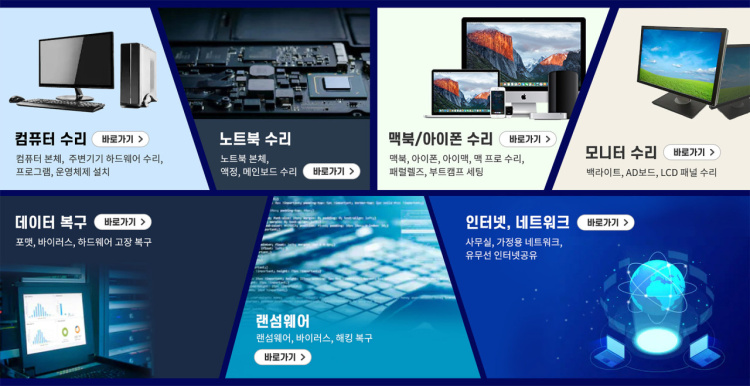 컴퓨터 수리 바로가기 >
컴퓨터 본체, 주변기기 하드웨어 수리,
프로그램, 운영체제 설치
노트북 수리
노트북 본체,
액정, 메인보드 수리 바로가기 >
맥북/아이폰 수리 바로가기 >
맥북, 아이폰, 아이맥, 맥 프로 수리,
패럴렐즈, 부트캠프 세팅
모니터 수리 바로가기 >
백라이트, AD보드, LCD 패널 수리
데이터 복구 바로가기 >
포맷, 바이러스, 하드웨어 고장 복구
랜섬웨어
랜섬웨어, 바이러스, 해킹 복구
바로가기 >
인터넷, 네트워크 바로가기 >
사무실, 가정용 네트워크,
유무선 인터넷공유